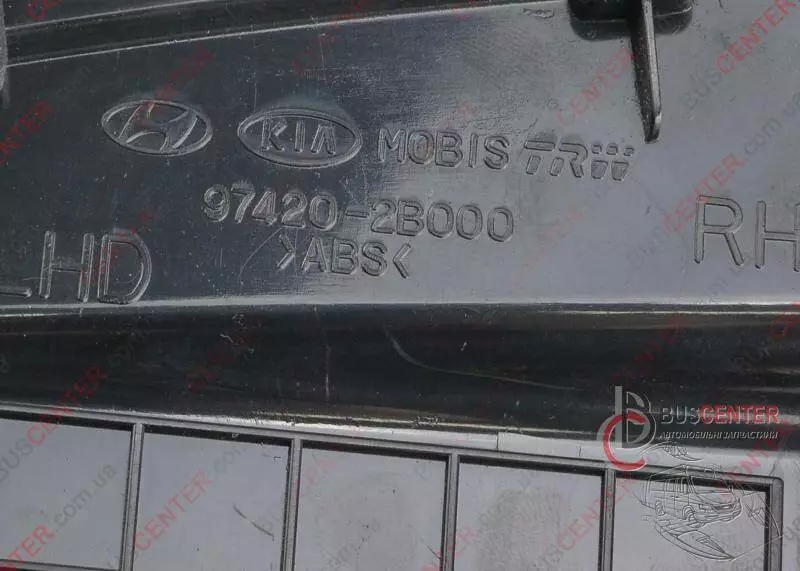 KIA MOBIS TRW
97420-2B000
LHD >ABS< RH
BUSCENTER
АВТОМОБІЛЬНІ ЗАПЧАСТИНИ